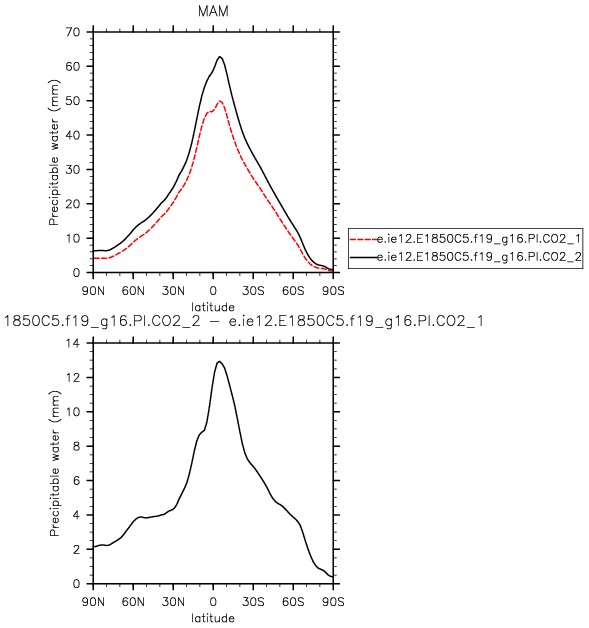 MAM
Precipitable water (mm)
70
60
50
40
30
20
10
0
90N 60N 30N 0 30S 60S 90S
latitude
e.ie12.E1850C5.f19_g16.PI.CO2_1
e.ie12.E1850C5.f19_g16.PI.CO2_2
1850C5.f19_g16.PI.CO2_2 - e.ie12.E1850C5.f19_g16.PI.CO2_1
Precipitable water (mm)
14
12
10
8
6
4
2
0
90N 60N 30N 0 30S 60S 90S
latitude